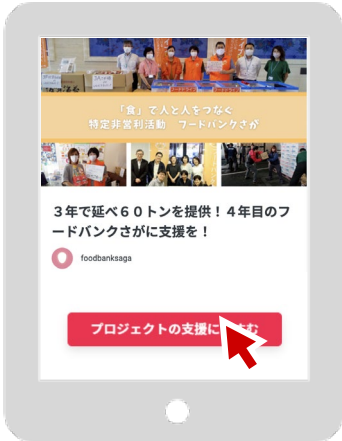 「食」で人と人をつなぐ
特定非営利活動　フードバンクさが
３年で延べ６０トンを提供！４年目のフ
ードバンクさがに支援を！
foodbanksaga
プロジェクトの支援に
む